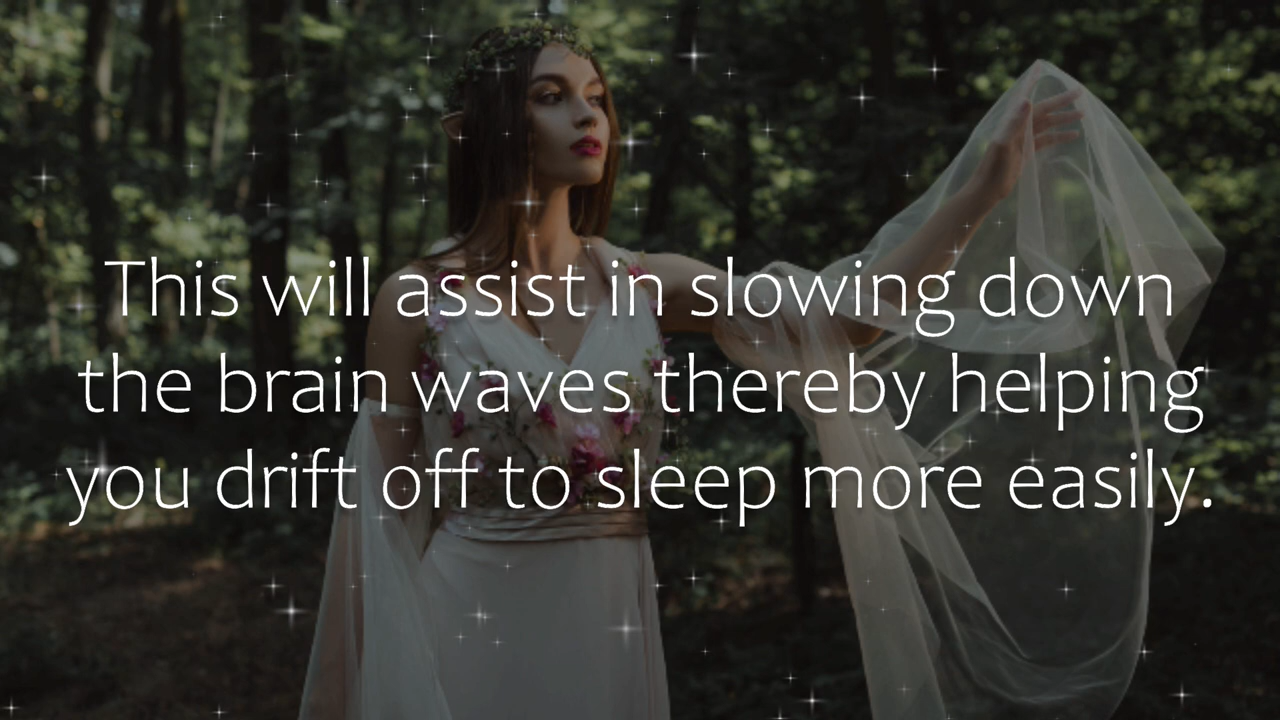 This will assist in slowing down
the brain waves thereby helping
you drift off to sleep more easily.